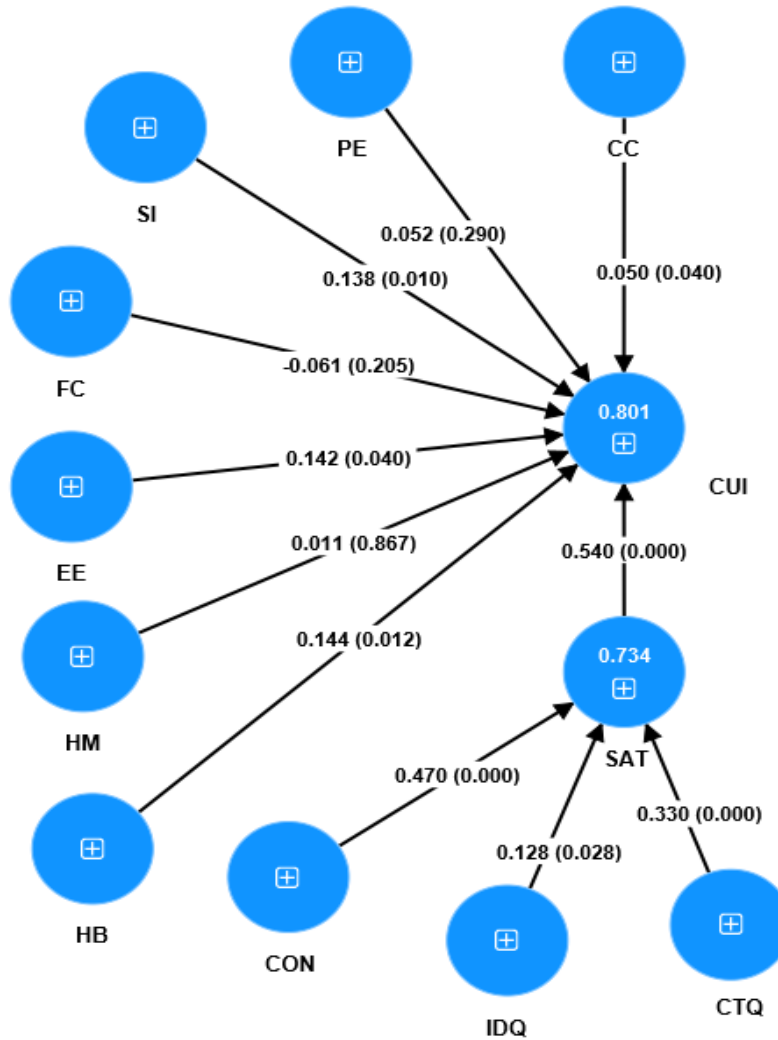 PE
CC
SI
0.052 (0.290)
0.138 (0.010)
0.050 (0.040)
FC
-0.061 (0.205)
0.801
EE
0.142 (0.040)
CUI
0.011 (0.867)
0.540 (0.000)
HM
0.144 (0.012)
0.734
SAT
0.470 (0.000)
0.330 (0.000)
0.128 (0.028)
HB
CON
IDQ
CTQ